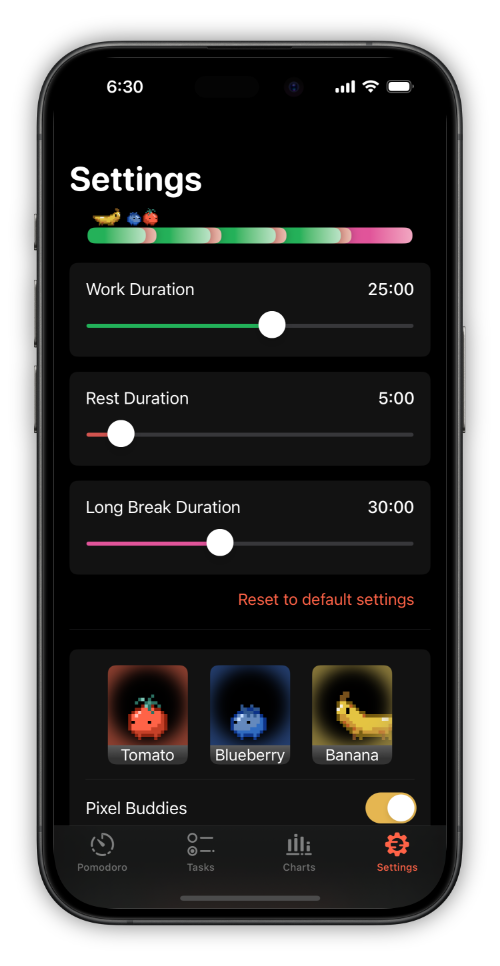 6:30
Settings
Work Duration 25:00
Rest Duration 5:00
Long Break Duration 30:00
Reset to default settings
Tomato Blueberry Banana
Pixel Buddies
Pomodoro Tasks Charts Settings